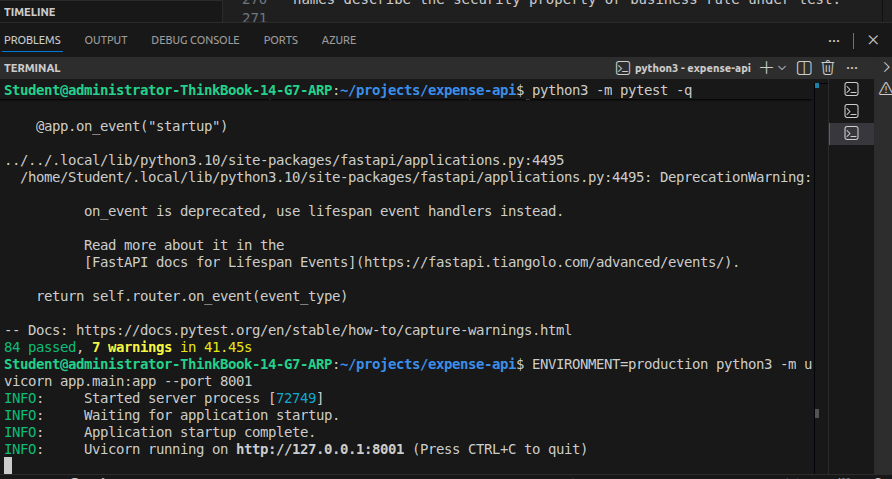 270 names describe the security property or business rule under test.
TIMELINE
271
PROBLEMS OUTPUT DEBUG CONSOLE PORTS AZURE
TERMINAL python3 - expense-api
Student@administrator-ThinkBook-14-G7-ARP:~/projects/expense-api$ python3 -m pytest -q
@app.on_event("startup")
../../.local/lib/python3.10/site-packages/fastapi/applications.py:4495
/home/Student/.local/lib/python3.10/site-packages/fastapi/applications.py:4495: DeprecationWarning:
on_event is deprecated, use lifespan event handlers instead.
Read more about it in the
[FastAPI docs for Lifespan Events](https://fastapi.tiangolo.com/advanced/events/).
return self.router.on_event(event_type)
-- Docs: https://docs.pytest.org/en/stable/how-to/capture-warnings.html
84 passed, 7 warnings in 41.45s
Student@administrator-ThinkBook-14-G7-ARP:~/projects/expense-api$ ENVIRONMENT=production python3 -m u
vicorn app.main:app --port 8001
INFO: Started server process [72749]
INFO: Waiting for application startup.
INFO: Application startup complete.
INFO: Uvicorn running on http://127.0.0.1:8001 (Press CTRL+C to quit)